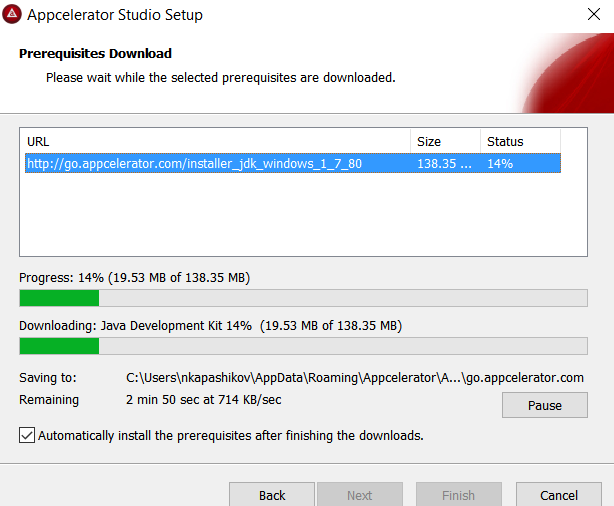 Appcelerator Studio Setup
Prerequisites Download
Please wait while the selected prerequisites are downloaded.
URL Size Status
http://go.appcelerator.com/installer_jdk_windows_1_7_80 138.35 ... 14%
Progress: 14% (19.53 MB of 138.35 MB)
Downloading: Java Development Kit 14% (19.53 MB of 138.35 MB)
Saving to: C:\Users\nkapashikov\AppData\Roaming\Appcelerator\A...\go.appcelerator.com
Remaining 2 min 50 sec at 714 KB/sec
Pause
Automatically install the prerequisites after finishing the downloads.
Back Next Finish Cancel